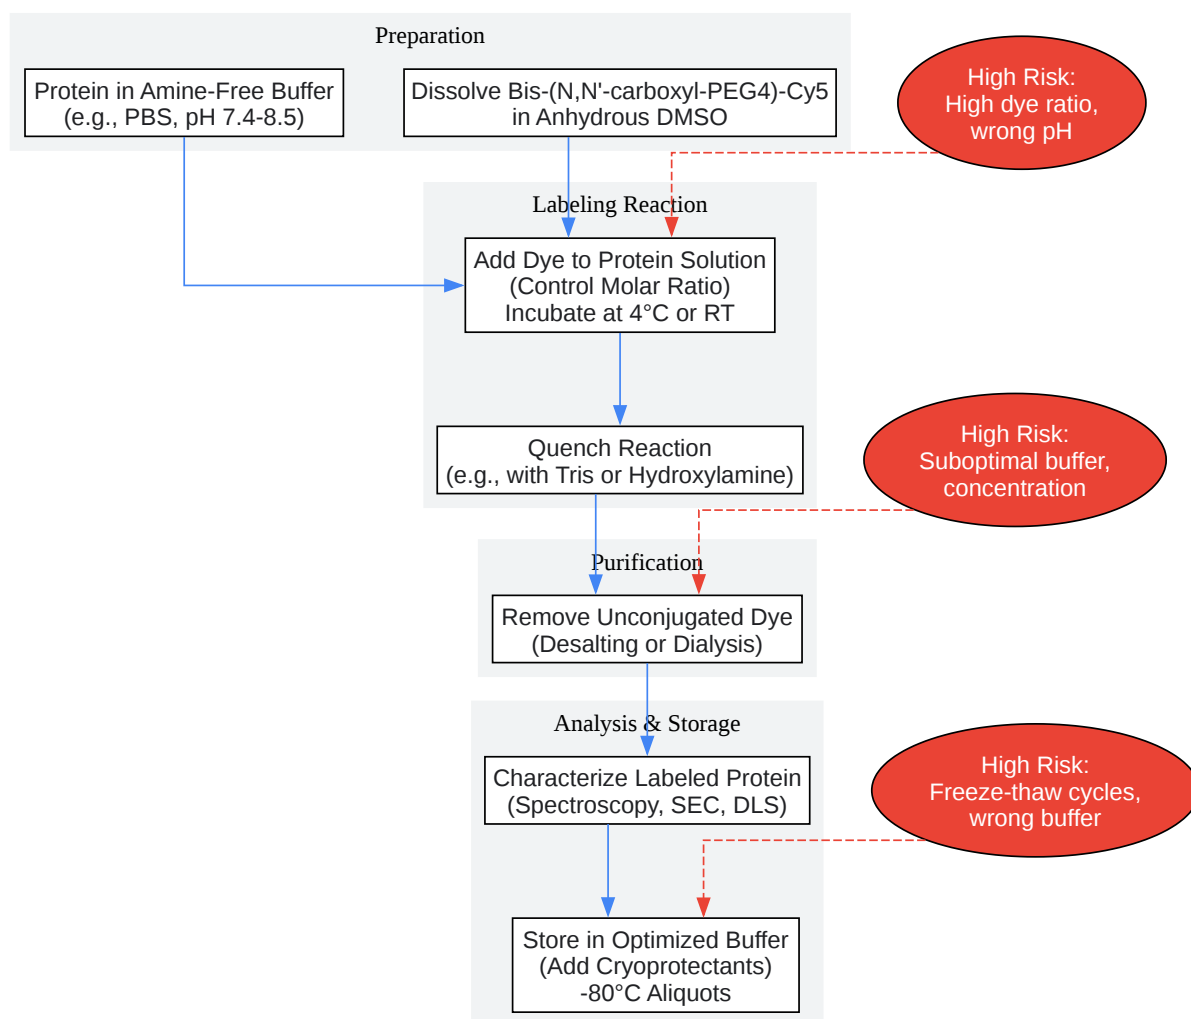 Preparation
Protein in Amine-Free Buffer
(e.g., PBS, pH 7.4-8.5)
Dissolve Bis-(N,N'-carboxyl-PEG4)-Cy5
in Anhydrous DMSO
High Risk:
High dye ratio,
wrong pH
Labeling Reaction
Add Dye to Protein Solution
(Control Molar Ratio)
Incubate at 4°C or RT
Quench Reaction
(e.g., with Tris or Hydroxylamine)
High Risk:
Suboptimal buffer,
concentration
Purification
Remove Unconjugated Dye
(Desalting or Dialysis)
Analysis & Storage
Characterize Labeled Protein
(Spectroscopy, SEC, DLS)
High Risk:
Freeze-thaw cycles,
wrong buffer
Store in Optimized Buffer
(Add Cryoprotectants)
-80°C Aliquots